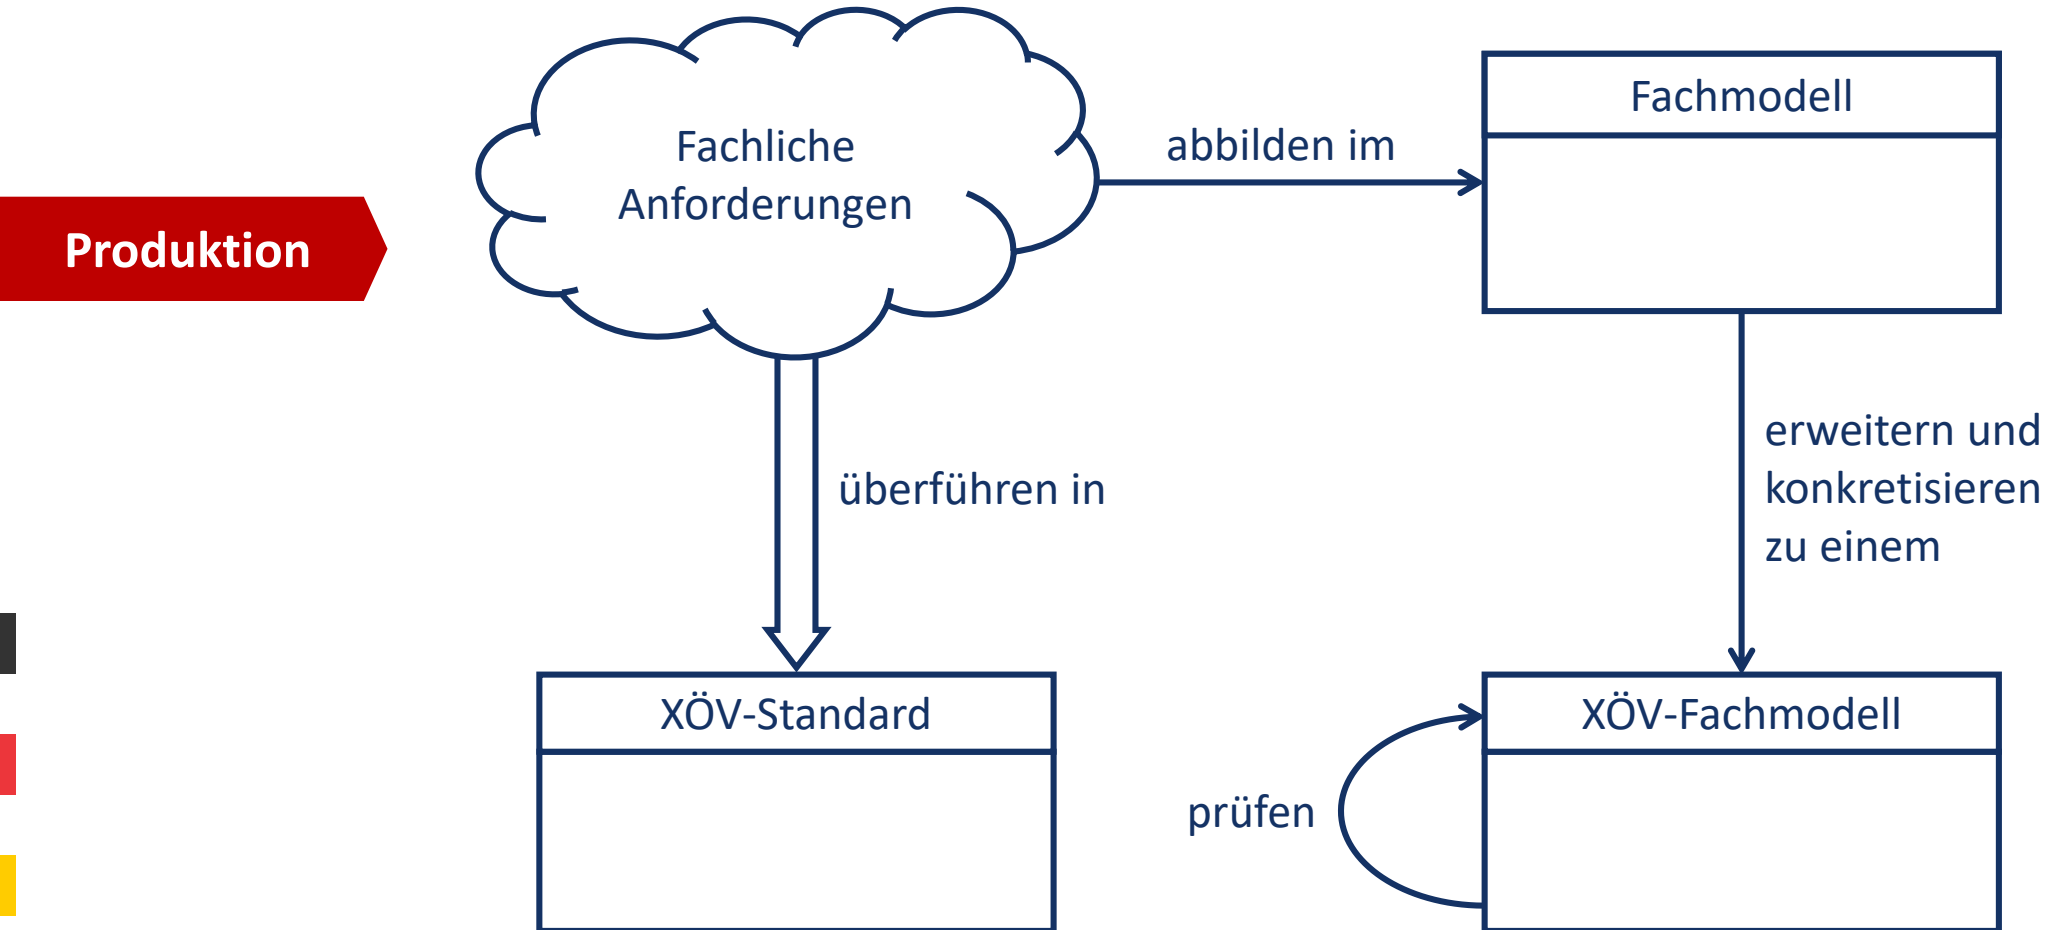 Produktion
Fachliche
Anforderungen
abbilden im
Fachmodell
überführen in
erweitern und
konkretisieren
zu einem
XÖV-Standard
XÖV-Fachmodell
prüfen